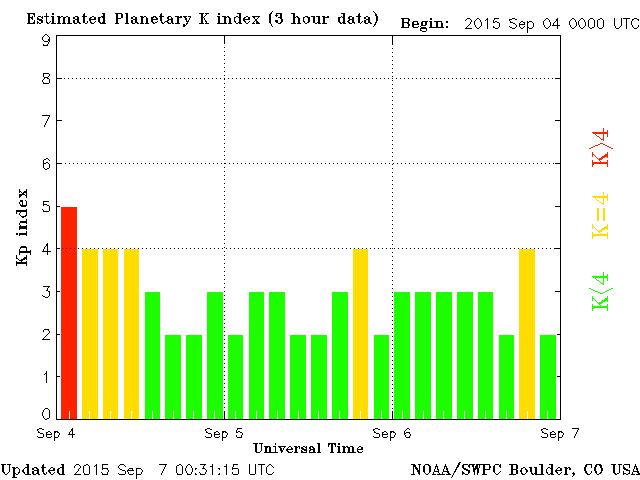 Estimated Planetary K index (3 hour data) Begin: 2015 Sep 04 0000 UTC
9
8
7
6
5
4
3
2
1
0
Kp index
K>4
K=4
K<4
Sep 4 Sep 5 Sep 6 Sep 7
Universal Time
Updated 2015 Sep 7 00:31:15 UTC NOAA/SWPC Boulder, CO USA